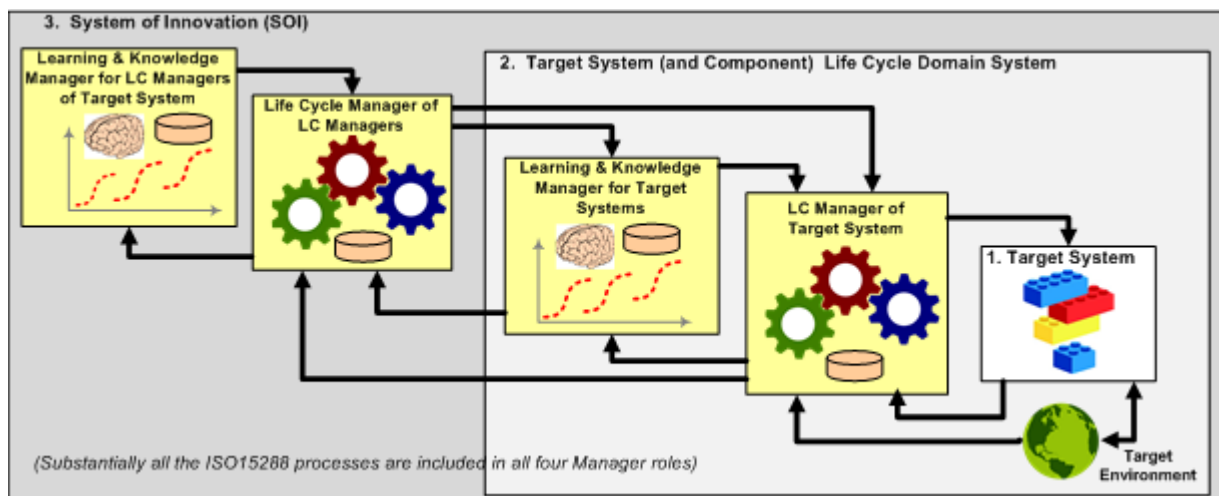 3. System of Innovation (SOI)
Learning & Knowledge
Manager for LC Managers
of Target System
2. Target System (and Component) Life Cycle Domain System
Life Cycle Manager of
LC Managers
Learning & Knowledge
Manager for Target
Systems
LC Manager of
Target System
1. Target System
Target
Environment
(Substantially all the ISO15288 processes are included in all four Manager roles)